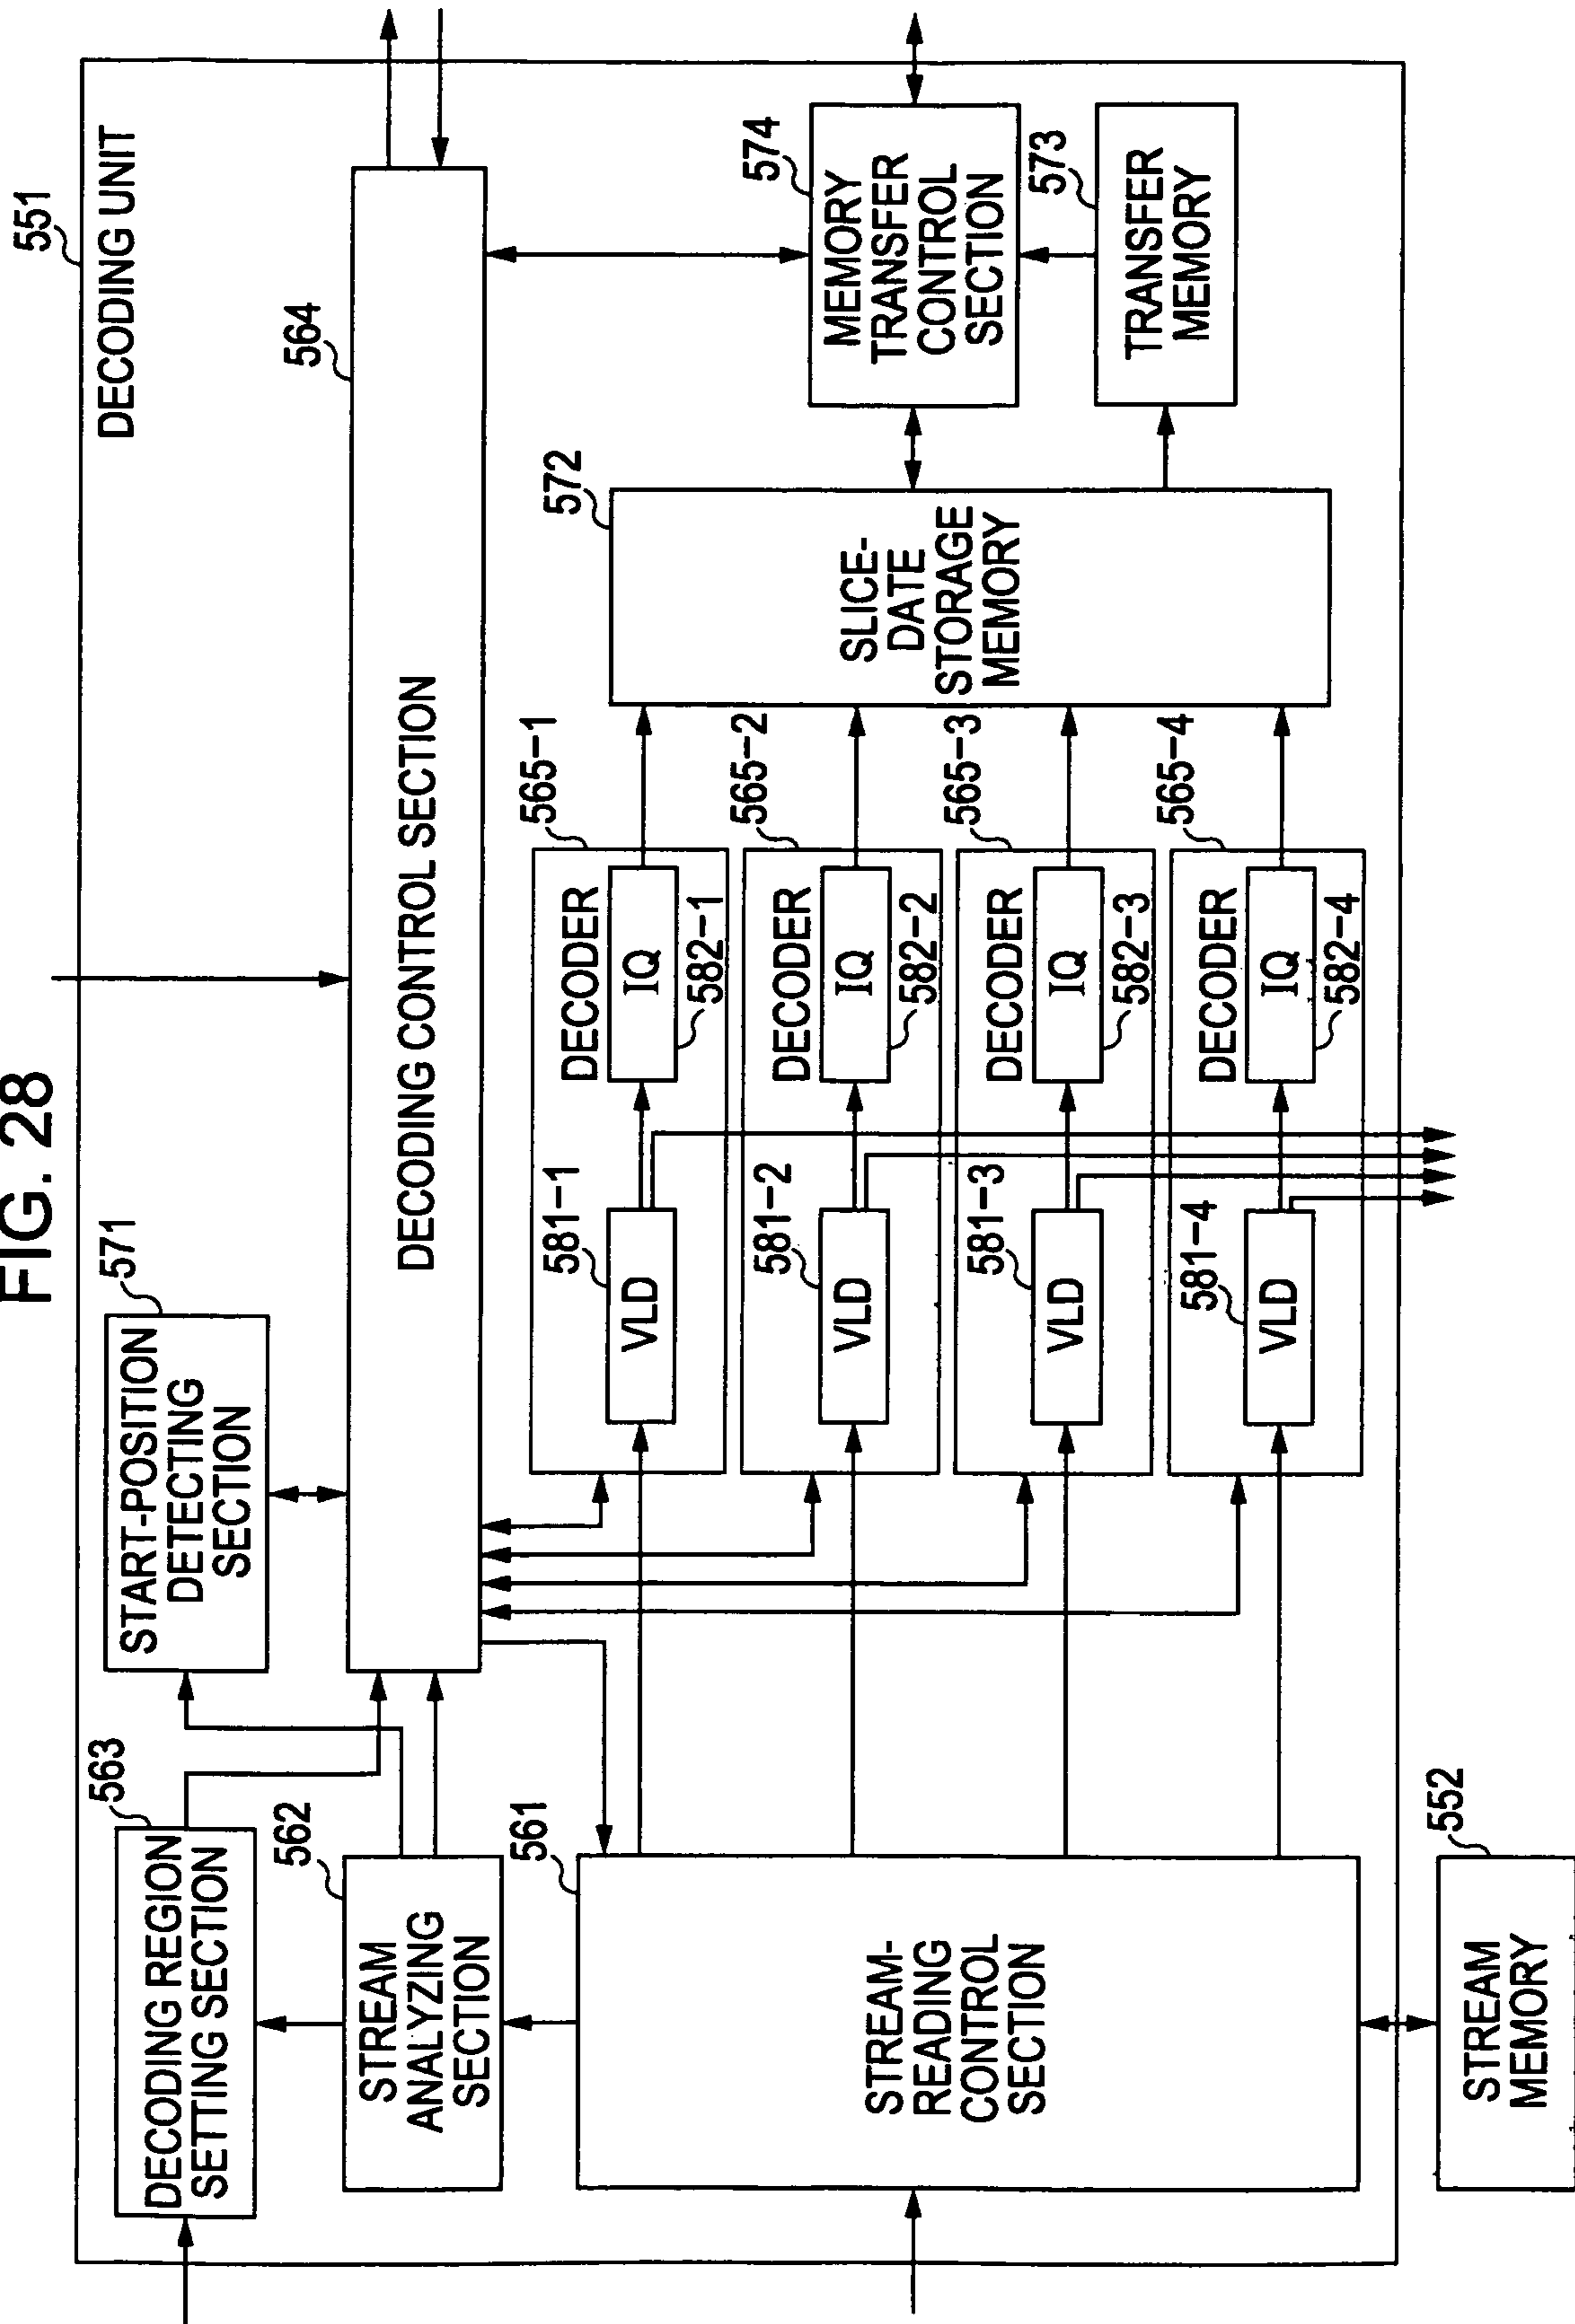 FIG. 28
551
DECODING UNIT
563
DECODING REGION
SETTING SECTION
571
START-POSITION
DETECTING
SECTION
564
DECODING CONTROL SECTION
562
STREAM
ANALYZING
SECTION
561
STREAM-
READING
CONTROL
SECTION
552
STREAM
MEMORY
565-1
DECODER
581-1
VLD
IQ
582-1
565-2
DECODER
581-2
VLD
IQ
582-2
565-3
DECODER
581-3
VLD
IQ
582-3
565-4
DECODER
581-4
VLD
IQ
582-4
572
SLICE-
DATE
STORAGE
MEMORY
574
MEMORY
TRANSFER
CONTROL
SECTION
573
TRANSFER
MEMORY